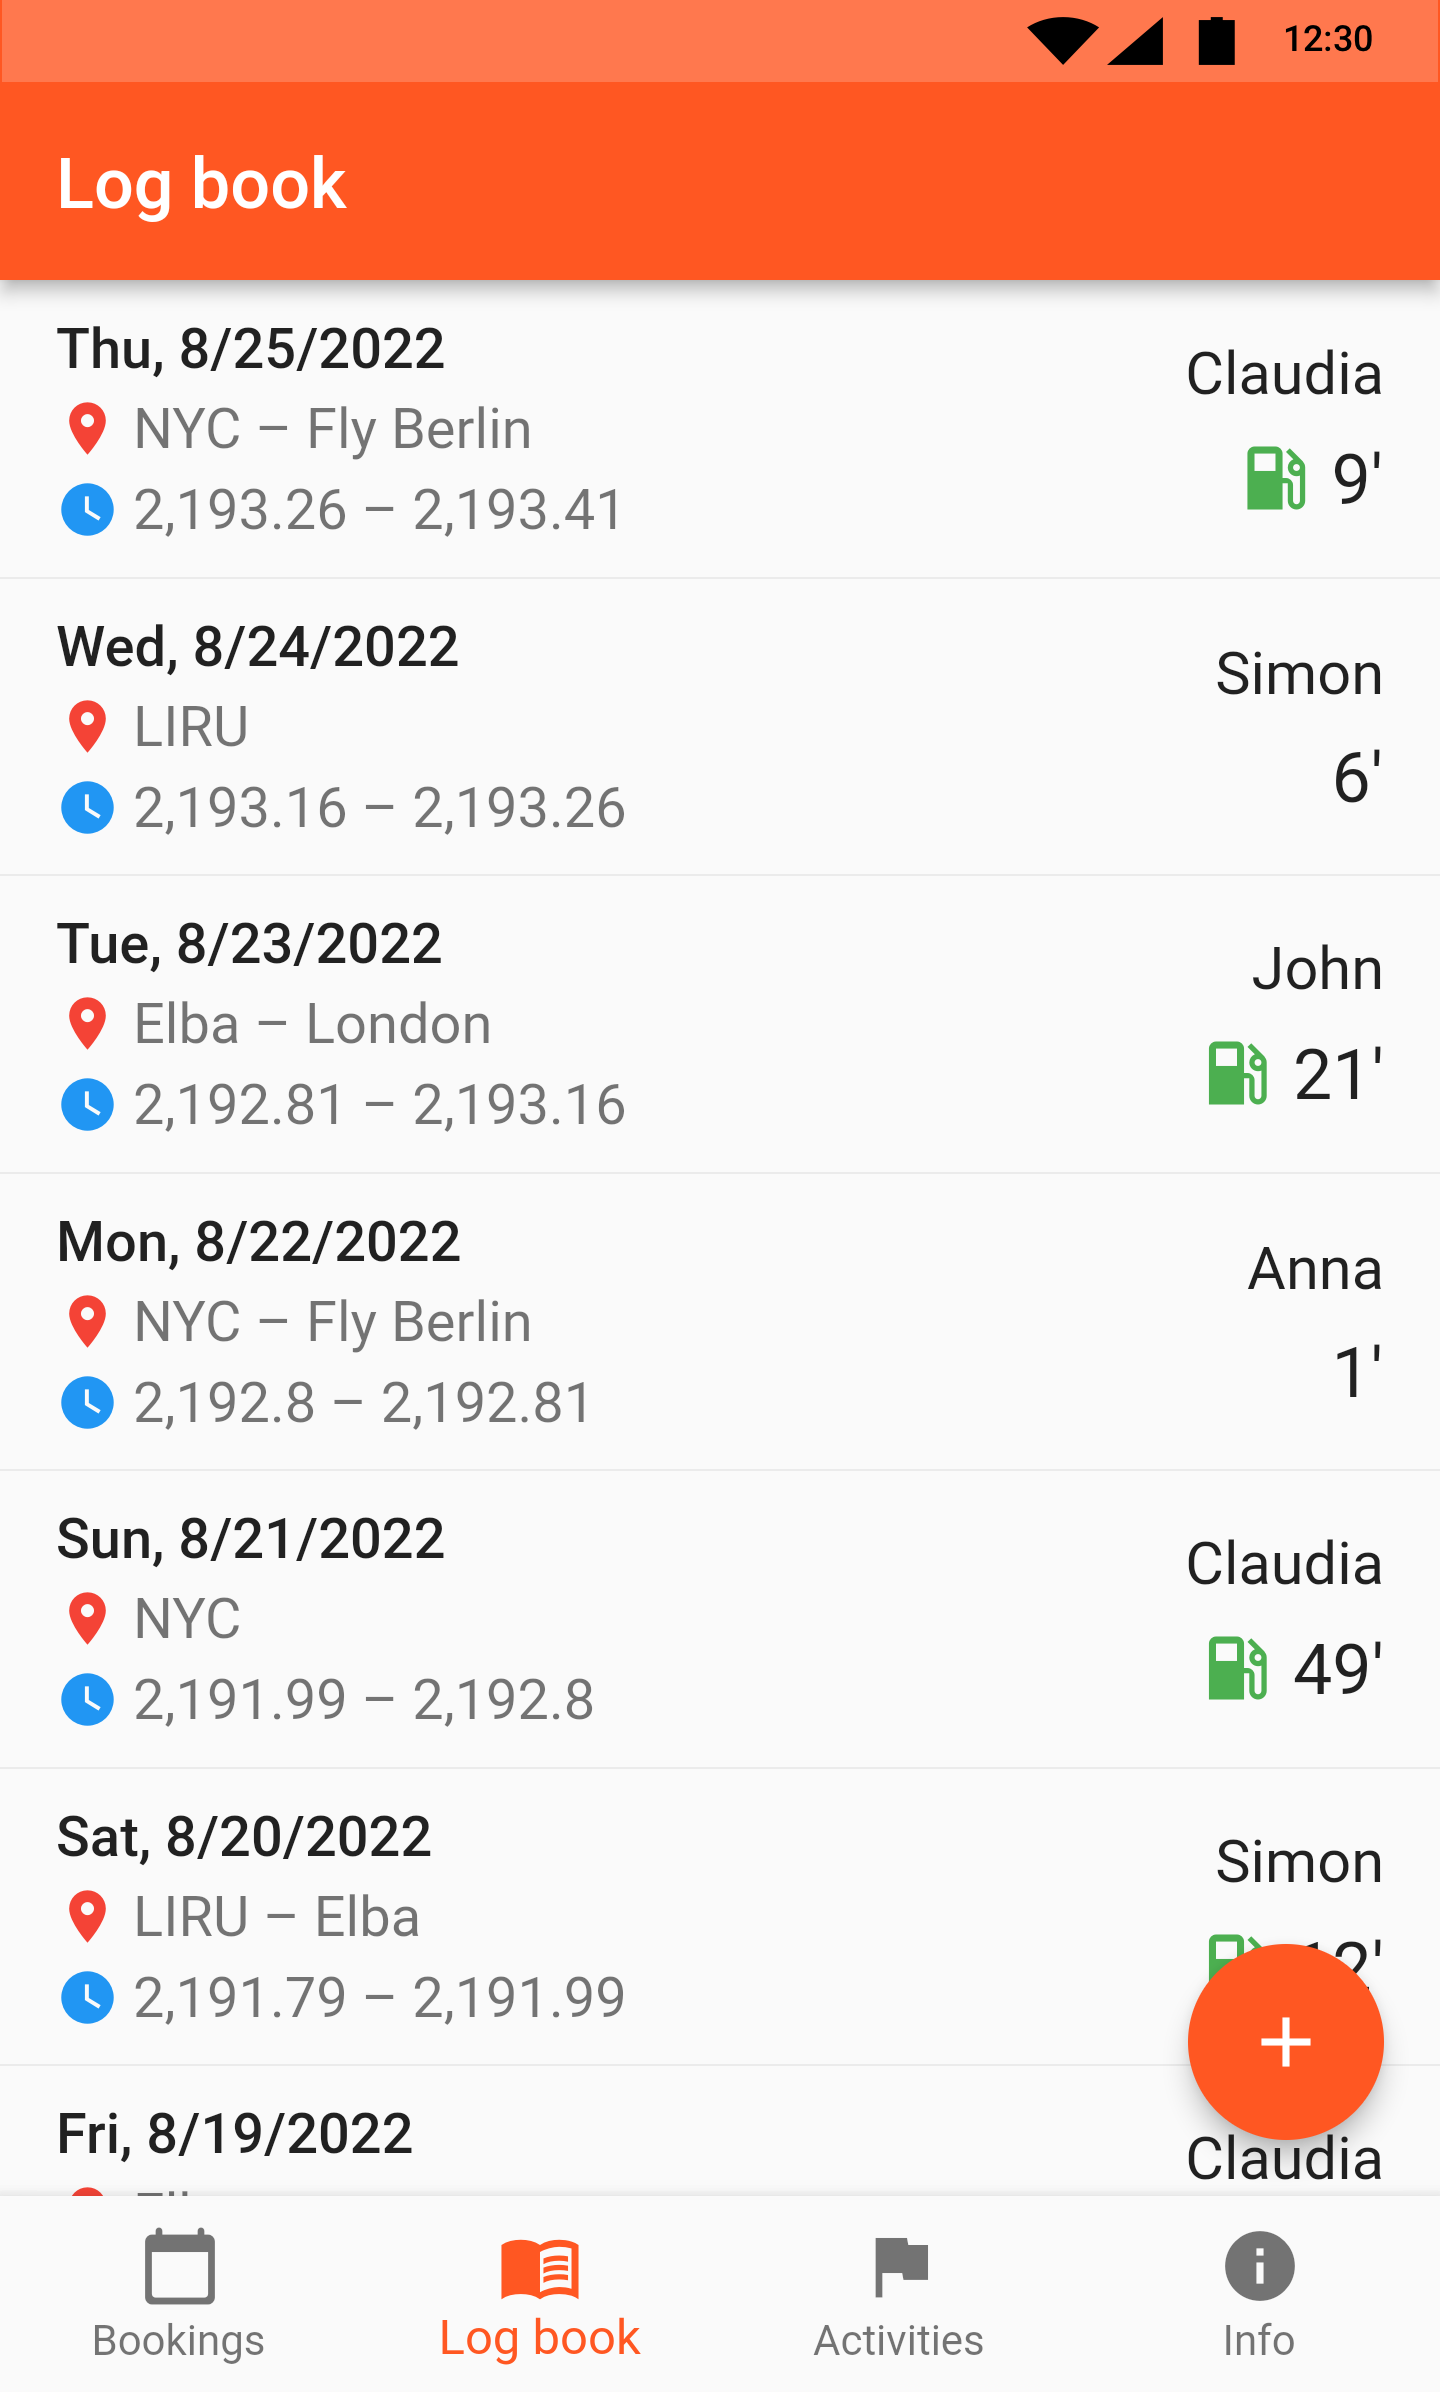 12:30
Log book
Thu, 8/25/2022
Claudia
NYC – Fly Berlin
9'
2,193.26 – 2,193.41
Wed, 8/24/2022
Simon
LIRU
6'
2,193.16 – 2,193.26
Tue, 8/23/2022
John
Elba – London
21'
2,192.81 – 2,193.16
Mon, 8/22/2022
Anna
NYC – Fly Berlin
1'
2,192.8 – 2,192.81
Sun, 8/21/2022
Claudia
NYC
49'
2,191.99 – 2,192.8
Sat, 8/20/2022
Simon
LIRU – Elba
2,191.79 – 2,191.99
Fri, 8/19/2022
Claudia
Bookings
Log book
Activities
Info